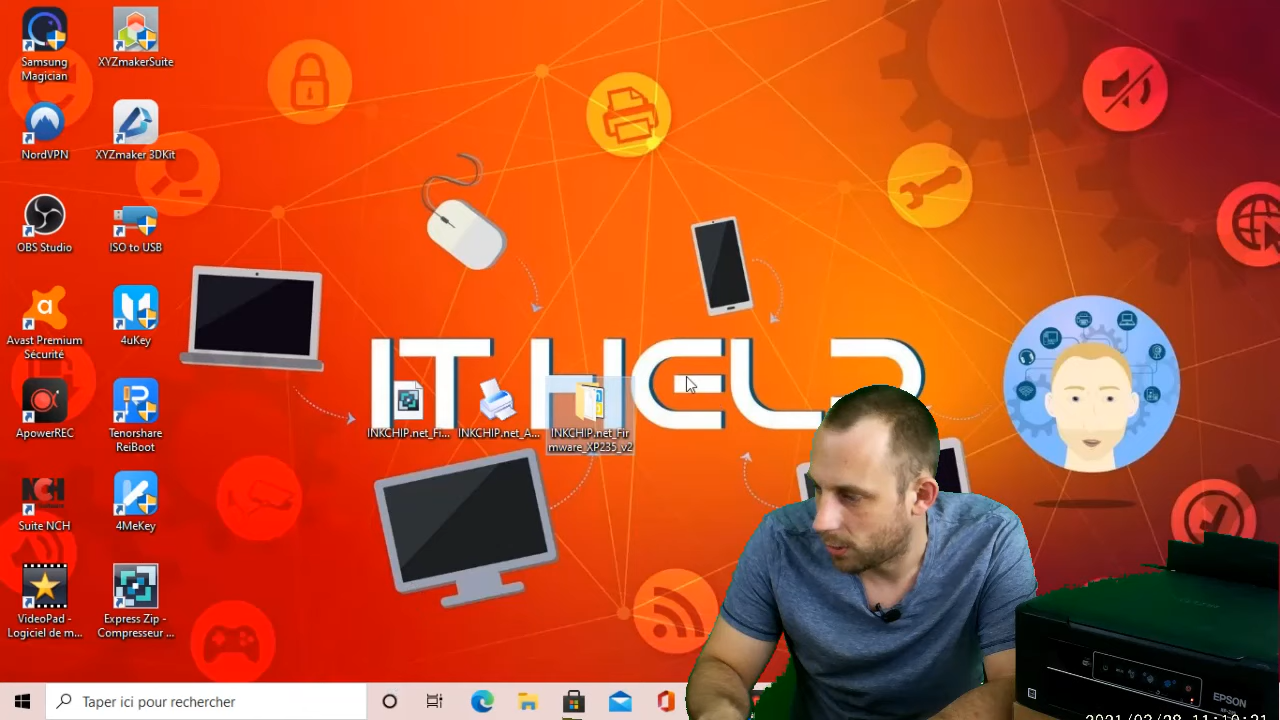 Samsung
Magician
XYZmakerSuite
NordVPN
XYZmaker 3DKit
OBS Studio
ISO to USB
Avast Premium
Sécurité
4uKey
ApowerREC
Tenorshare
ReiBoot
Suite NCH
4MeKey
VideoPad -
Logiciel de m...
Express Zip -
Compresseur ...
IT HELP
INKCHIP.net_Fi...
INKCHIP.net_A...
INKCHIP.net_Fir
mware_XP235_v2
NCH
EPSON
Taper ici pour rechercher